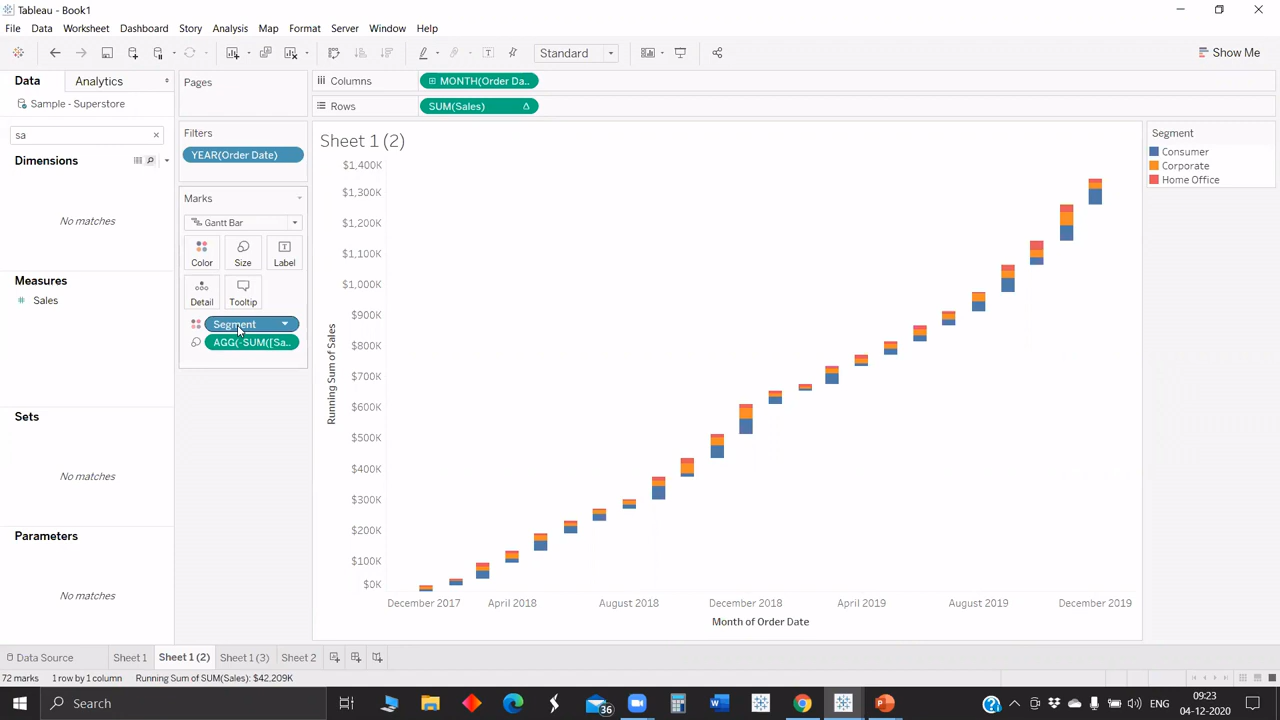 Tableau - Book1
File Data Worksheet Dashboard Story Analysis Map Format Server Window Help
Standard
Show Me
Data Analytics
Sample - Superstore
sa
Dimensions
No matches
Measures
Sales
Sets
No matches
Parameters
No matches
Pages
Filters
YEAR(Order Date)
Marks
Gantt Bar
Color Size Label
Detail Tooltip
Segment
AGG(-SUM([Sa..
Columns MONTH(Order Da..
Rows SUM(Sales)
Sheet 1 (2)
$1,400K
$1,300K
$1,200K
$1,100K
$1,000K
$900K
$800K
$700K
$600K
$500K
$400K
$300K
$200K
$100K
$0K
Running Sum of Sales
December 2017 April 2018 August 2018 December 2018 April 2019 August 2019 December 2019
Month of Order Date
Segment
Consumer
Corporate
Home Office
Data Source Sheet 1 Sheet 1 (2) Sheet 1 (3) Sheet 2
72 marks 1 row by 1 column Running Sum of SUM(Sales): $42.209K
Search
36
ENG
09:23
04-12-2020